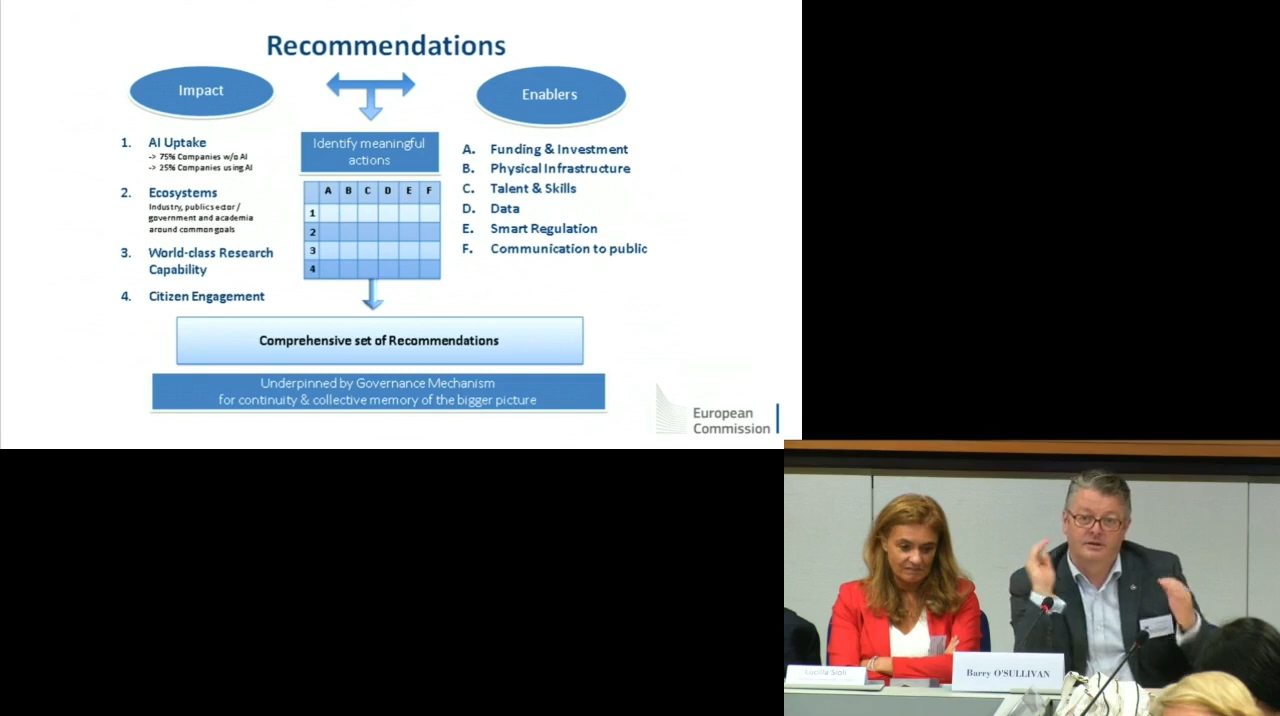 Recommendations
Impact
Enablers
1. AI Uptake
-> 75% Companies w/o AI
-> 25% Companies using AI
2. Ecosystems
Industry, public sector /
government and academia
around common goals
3. World-class Research
Capability
4. Citizen Engagement
Identify meaningful
actions
A B C D E F
1
2
3
4
A. Funding & Investment
B. Physical Infrastructure
C. Talent & Skills
D. Data
E. Smart Regulation
F. Communication to public
Comprehensive set of Recommendations
Underpinned by Governance Mechanism
for continuity & collective memory of the bigger picture
European
Commission
Lucilla Sioli
Barry O'SULLIVAN